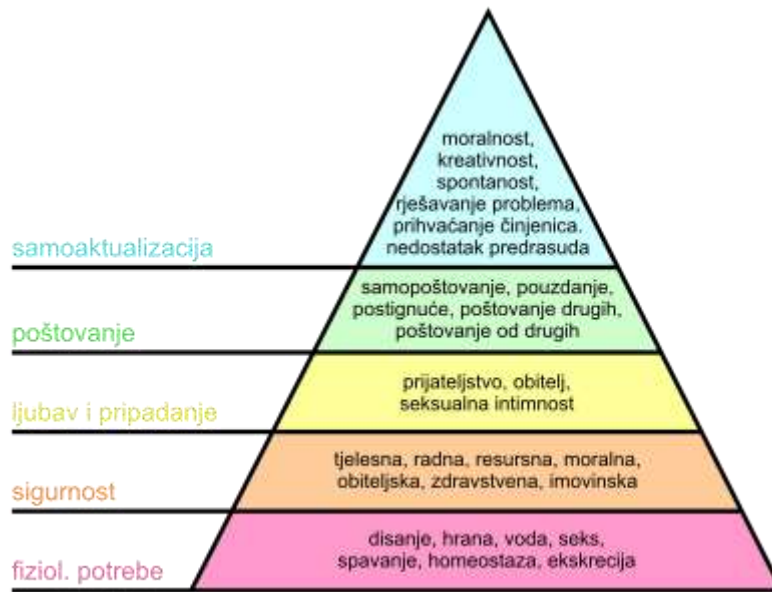 moralnost,
kreativnost,
spontanost,
rješavanje problema,
prihvaćanje činjenica.
nedostatak predrasuda
samoaktualizacija
samopoštovanje, pouzdanje,
postignuće, poštovanje drugih,
poštovanje od drugih
poštovanje
prijateljstvo, obitelj,
seksualna intimnost
ljubav i pripadanje
tjelesna, radna, resursna, moralna,
obiteljska, zdravstvena, imovinska
sigurnost
disanje, hrana, voda, seks,
spavanje, homeostaza, ekskrecija
fiziol. potrebe